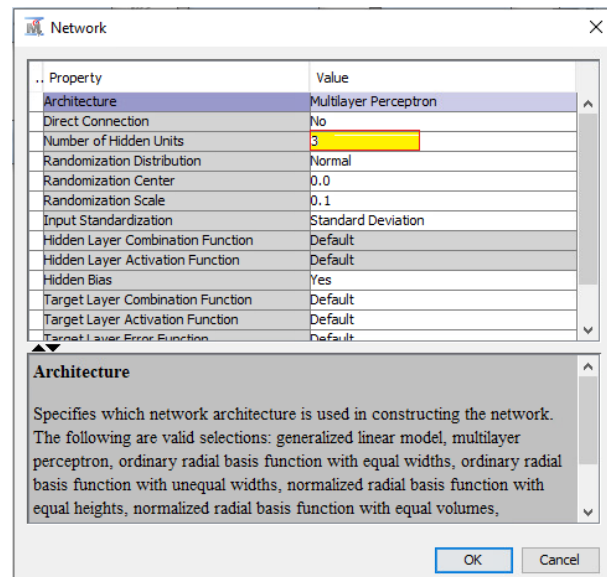 Network
.. Property Value
Architecture Multilayer Perceptron
Direct Connection No
Number of Hidden Units 3
Randomization Distribution Normal
Randomization Center 0.0
Randomization Scale 0.1
Input Standardization Standard Deviation
Hidden Layer Combination Function Default
Hidden Layer Activation Function Default
Hidden Bias Yes
Target Layer Combination Function Default
Target Layer Activation Function Default
Target Layer Error Function Default
Architecture
Specifies which network architecture is used in constructing the network.
The following are valid selections: generalized linear model, multilayer
perceptron, ordinary radial basis function with equal widths, ordinary radial
basis function with unequal widths, normalized radial basis function with
equal heights, normalized radial basis function with equal volumes,
OK Cancel